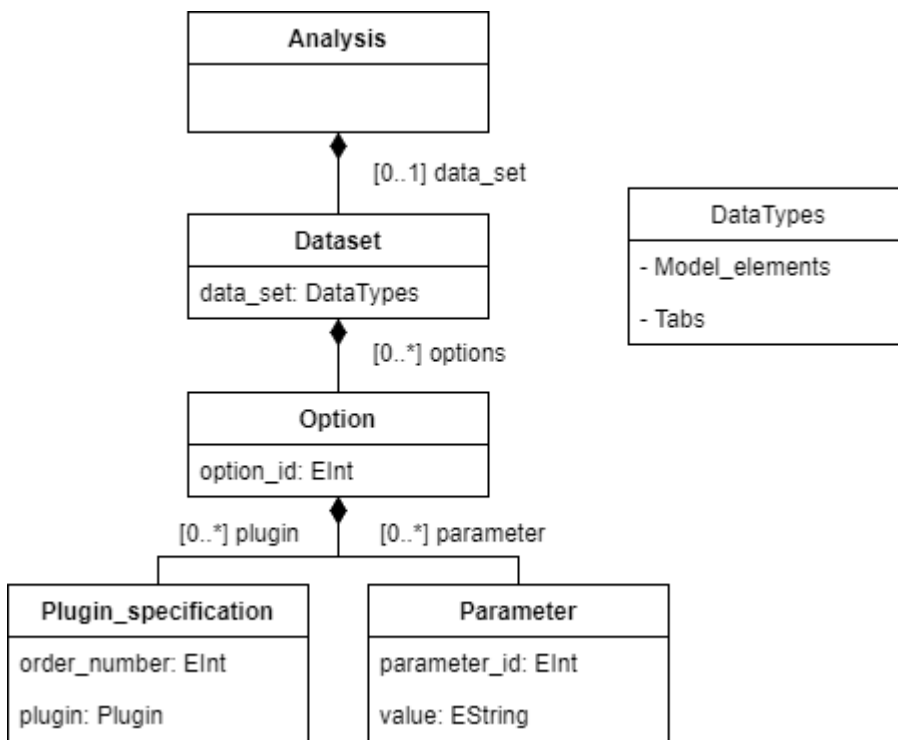 Analysis
[0..1] data_set
Dataset
data_set: DataTypes
DataTypes
- Model_elements
- Tabs
[0..*] options
Option
option_id: EInt
[0..*] plugin
[0..*] parameter
Plugin_specification
order_number: EInt
plugin: Plugin
Parameter
parameter_id: EInt
value: EString